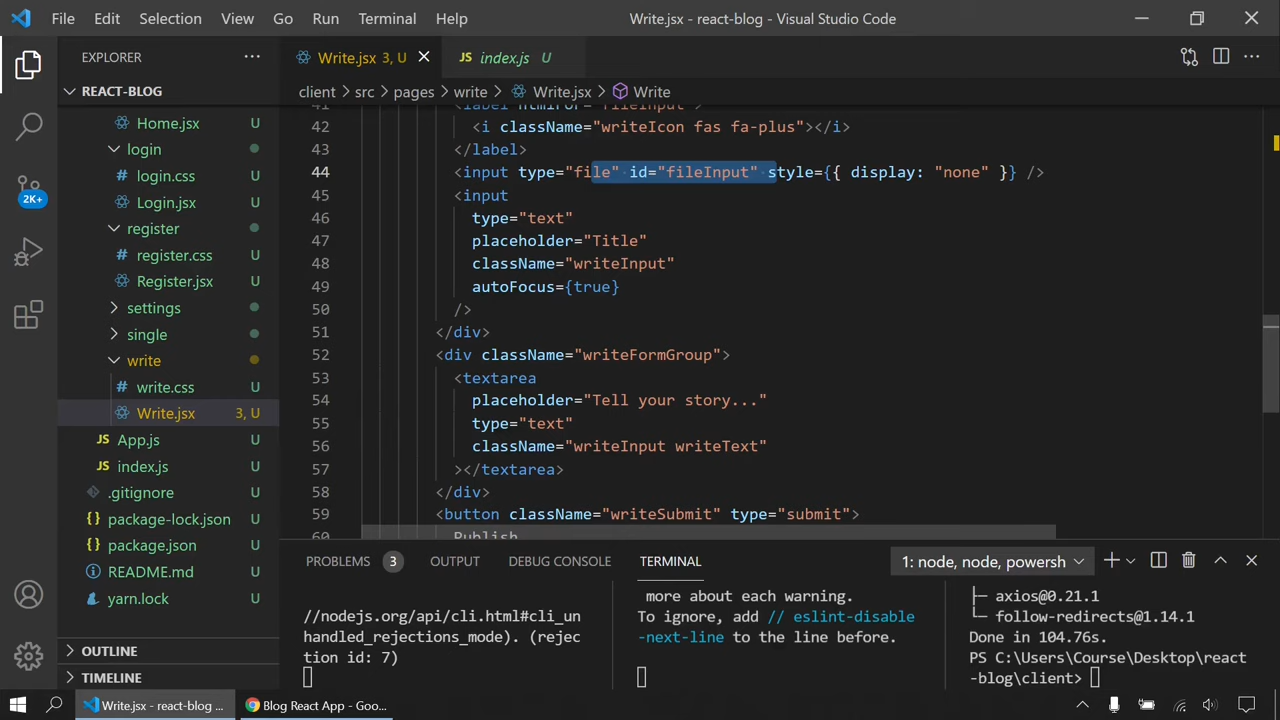 File Edit Selection View Go Run Terminal Help Write.jsx - react-blog - Visual Studio Code
EXPLORER
Write.jsx 3, U
JS index.js U
REACT-BLOG
client > src > pages > write > Write.jsx > Write
Home.jsx U
login
# login.css U
Login.jsx U
register
# register.css U
Register.jsx U
settings
single
write
# write.css U
Write.jsx 3, U
JS App.js U
JS index.js U
.gitignore U
{} package-lock.json U
{} package.json U
README.md U
yarn.lock U
OUTLINE
TIMELINE
2K+
41 <label htmlFor="fileInput">
42 <i className="writeIcon fas fa-plus"></i>
43 </label>
44 <input type="file" id="fileInput" style={{ display: "none" }} />
45 <input
46 type="text"
47 placeholder="Title"
48 className="writeInput"
49 autoFocus={true}
50 />
51 </div>
52 <div className="writeFormGroup">
53 <textarea
54 placeholder="Tell your story..."
55 type="text"
56 className="writeInput writeText"
57 ></textarea>
58 </div>
59 <button className="writeSubmit" type="submit">
60 Publish
PROBLEMS 3 OUTPUT DEBUG CONSOLE TERMINAL 1: node, node, powersh
//nodejs.org/api/cli.html#cli_un
handled_rejections_mode). (rejec
tion id: 7)
more about each warning.
To ignore, add // eslint-disable
-next-line to the line before.
├─ axios@0.21.1
└─ follow-redirects@1.14.1
Done in 104.76s.
PS C:\Users\Course\Desktop\react
-blog\client>
Write.jsx - react-blog ...
Blog React App - Goo...